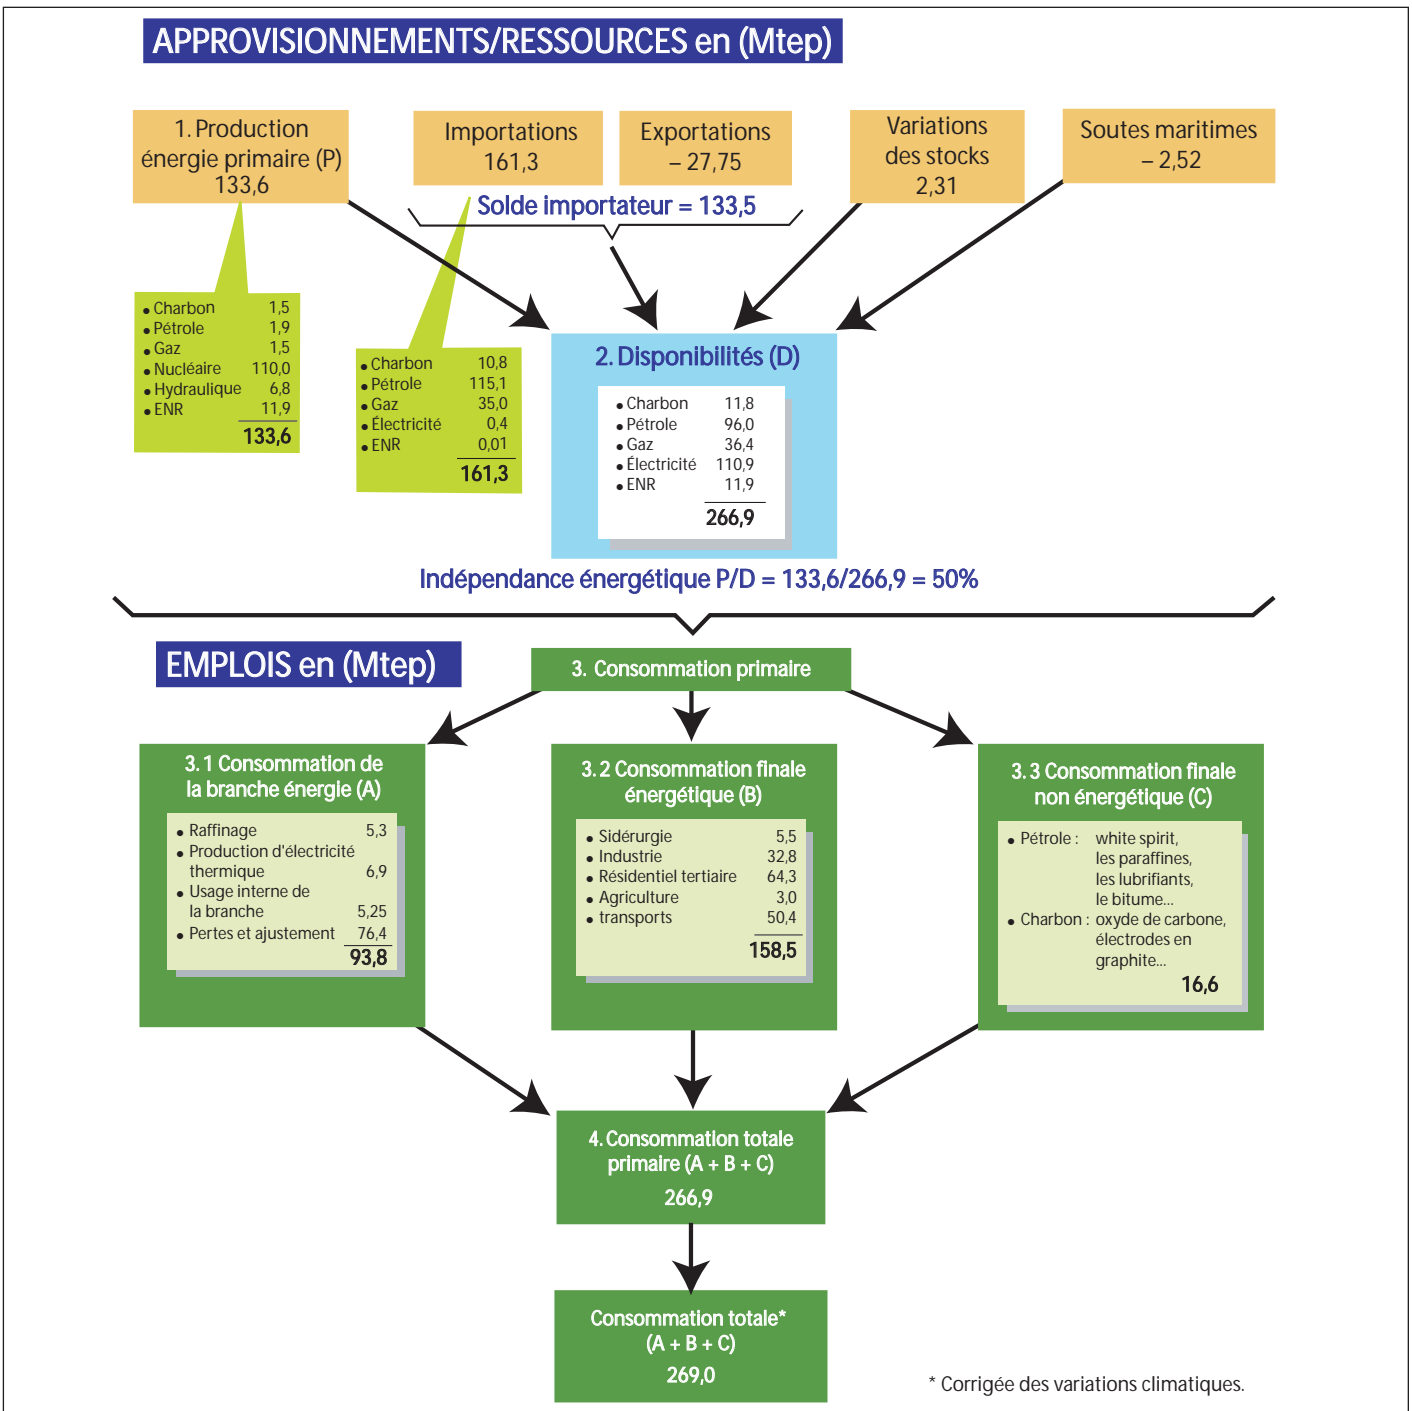 APPROVISIONNEMENTS/RESSOURCES en (Mtep)
1. Production
énergie primaire (P)
133,6
Importations
161,3
Exportations
– 27,75
Solde importateur = 133,5
Variations
des stocks
2,31
Soutes maritimes
– 2,52
• Charbon 1,5
• Pétrole 1,9
• Gaz 1,5
• Nucléaire 110,0
• Hydraulique 6,8
• ENR 11,9
133,6
• Charbon 10,8
• Pétrole 115,1
• Gaz 35,0
• Électricité 0,4
• ENR 0,01
161,3
2. Disponibilités (D)
• Charbon 11,8
• Pétrole 96,0
• Gaz 36,4
• Électricité 110,9
• ENR 11,9
266,9
Indépendance énergétique P/D = 133,6/266,9 = 50%
EMPLOIS en (Mtep)
3. Consommation primaire
3.1 Consommation de
la branche énergie (A)
• Raffinage 5,3
• Production d'électricité
thermique 6,9
• Usage interne de
la branche 5,25
• Pertes et ajustement 76,4
93,8
3.2 Consommation finale
énergétique (B)
• Sidérurgie 5,5
• Industrie 32,8
• Résidentiel tertiaire 64,3
• Agriculture 3,0
• transports 50,4
158,5
3.3 Consommation finale
non énergétique (C)
• Pétrole : white spirit,
les paraffines,
les lubrifiants,
le bitume...
• Charbon : oxyde de carbone,
électrodes en
graphite...
16,6
4. Consommation totale
primaire (A + B + C)
266,9
Consommation totale*
(A + B + C)
269,0
* Corrigée des variations climatiques.